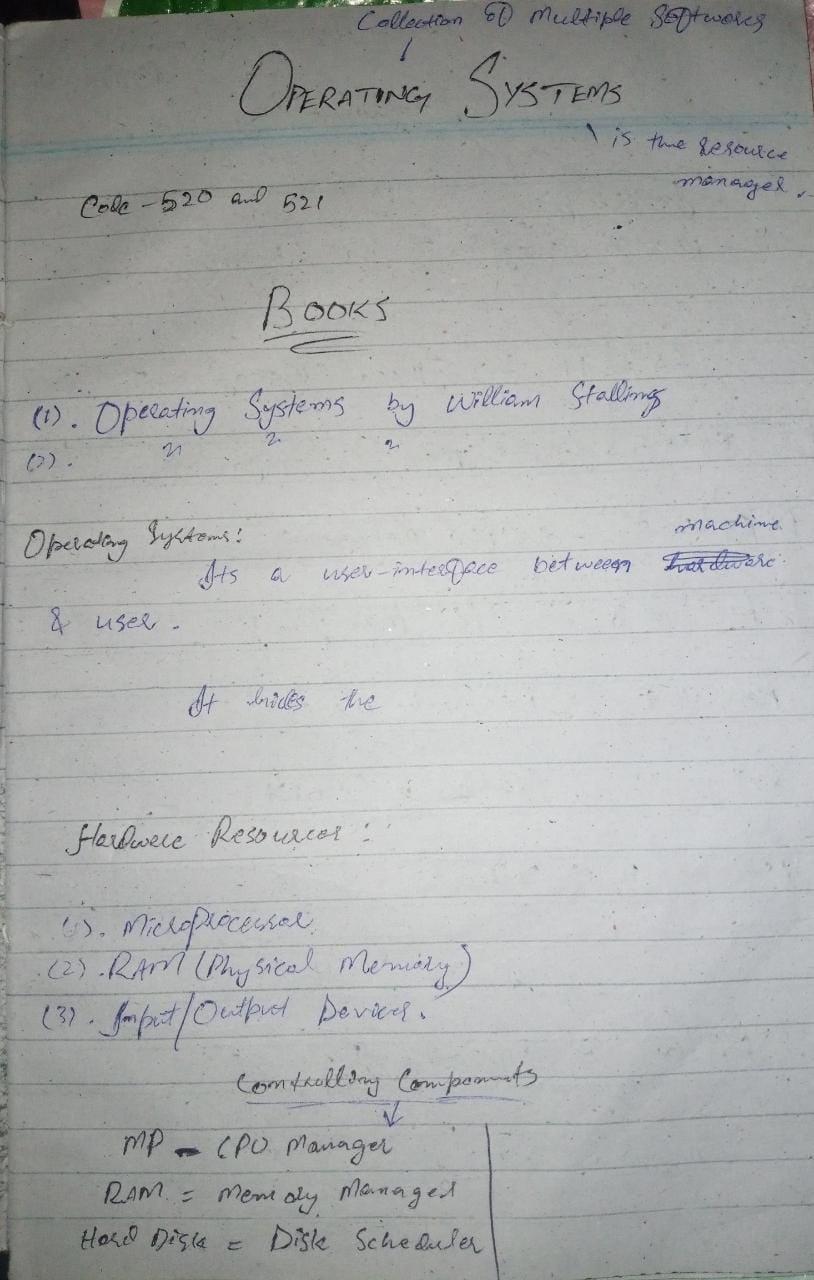 Collection of Multiple Softwares
OPERATING SYSTEMS
is the resource
manager.
Code - 520 and 521
BOOKS
(1). Operating Systems by William Stallings
(2). " " "
Operating Systems:
machine
Its a user-interface between hardware
& user.
It hides the
Hardware Resources:
(1). Microprocessor
(2). RAM (Physical Memory)
(3). Input/Output Devices.
Controlling Components
MP - CPU Manager
RAM = Memory Manager
Hard Disk = Disk Scheduler